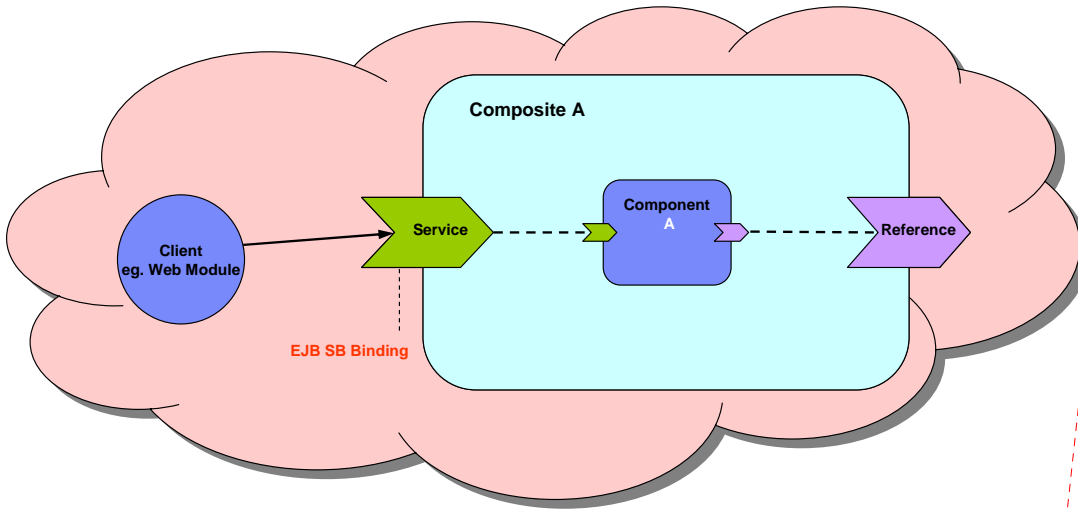 Composite A
Client
eg. Web Module
Service
Component
A
Reference
EJB SB Binding